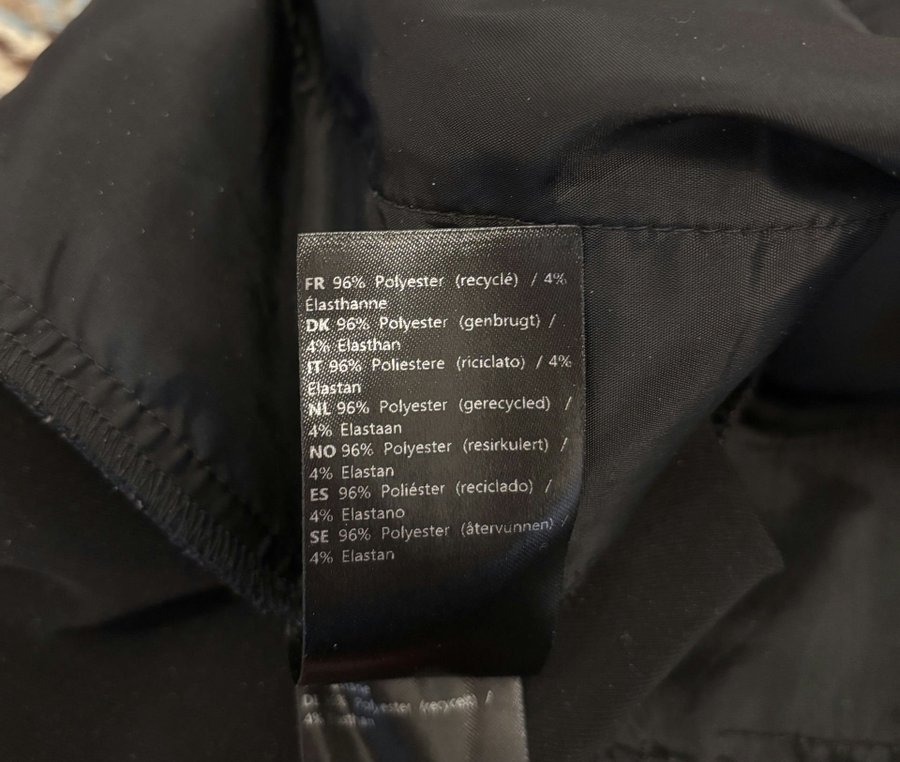 FR 96% Polyester (recyclé) / 4%
Élasthanne
DK 96% Polyester (genbrugt) /
4% Elasthan
IT 96% Poliestere (riciclato) / 4%
Elastan
NL 96% Polyester (gerecycled) /
4% Elastaan
NO 96% Polyester (resirkulert) /
4% Elastan
ES 96% Poliéster (reciclado) /
4% Elastano
SE 96% Polyester (återvunnen) /
4% Elastan
Polyester (recycelt) /
4%